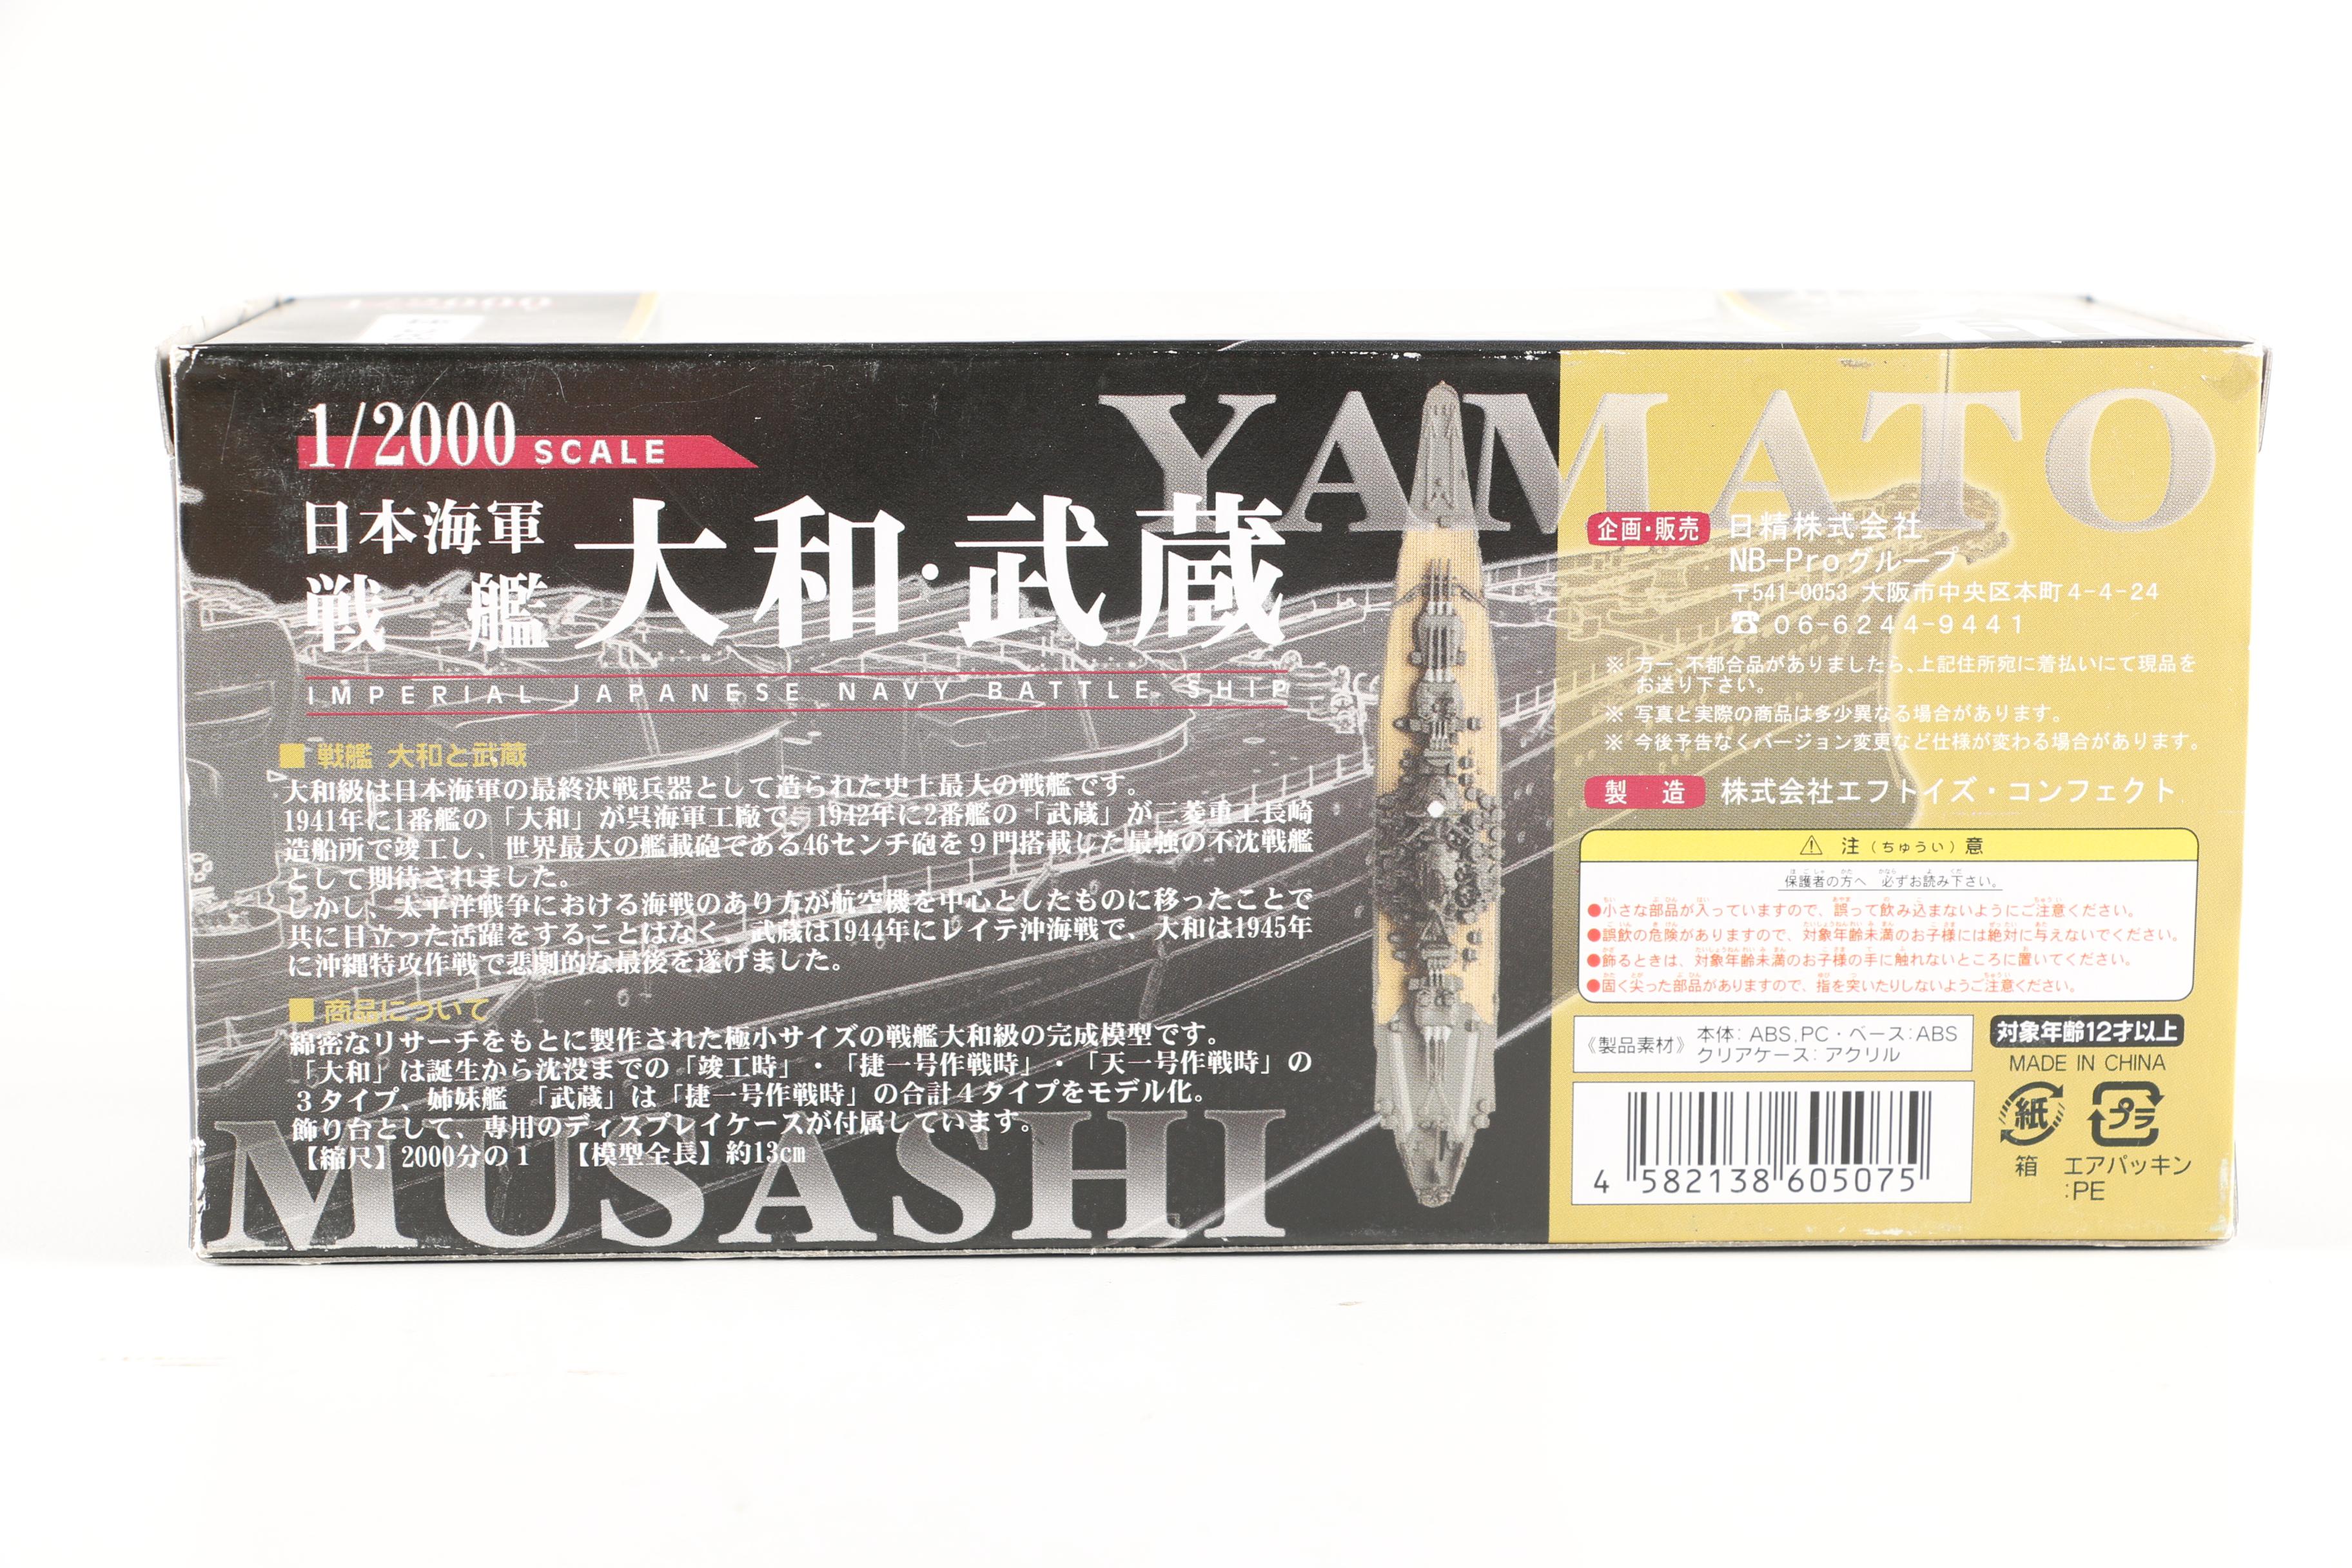 1/2000 SCALE
YAMATO
日本海軍
戦艦
大和・武蔵
IMPERIAL JAPANESE NAVY BATTLE SHIP
■ 戦艦 大和と武蔵
大和級は日本海軍の最終決戦兵器として造られた史上最大の戦艦です。
1941年に1番艦の「大和」が呉海軍工廠で、1942年に2番艦の「武蔵」が三菱重工長崎
造船所で竣工し、世界最大の艦載砲である46センチ砲を９門搭載した最強の不沈戦艦
として期待されました。
しかし、太平洋戦争における海戦のあり方が航空機を中心としたものに移ったことで
共に目立った活躍をすることはなく、武蔵は1944年にレイテ沖海戦で、大和は1945年
に沖縄特攻作戦で悲劇的な最後を遂げました。
■ 商品について
綿密なリサーチをもとに製作された極小サイズの戦艦大和級の完成模型です。
「大和」は誕生から沈没までの「竣工時」・「捷一号作戦時」・「天一号作戦時」の
３タイプ、姉妹艦 「武蔵」は「捷一号作戦時」の合計４タイプをモデル化。
飾り台として、専用のディスプレイケースが付属しています。
【縮尺】2000分の１ 【模型全長】約13cm
MUSASHI
企画・販売 日精株式会社
NB-Proグループ
〒541-0053 大阪市中央区本町4-4-24
☎ 06-6244-9441
※ 万一、不都合品がありましたら、上記住所宛に着払いにて現品を
お送り下さい。
※ 写真と実際の商品は多少異なる場合があります。
※ 今後予告なくバージョン変更など仕様が変わる場合があります。
製 造 株式会社エフトイズ・コンフェクト
⚠ 注（ちゅうい）意
保護者の方へ 必ずお読み下さい。
●小さな部品が入っていますので、誤って飲み込まないようにご注意ください。
●誤飲の危険がありますので、対象年齢未満のお子様には絶対に与えないでください。
●飾るときは、対象年齢未満のお子様の手に触れないところに置いてください。
●固く尖った部品がありますので、指を突いたりしないようご注意ください。
《製品素材》 本体：ABS,PC・ベース：ABS
クリアケース：アクリル
対象年齢12才以上
MADE IN CHINA
紙 プラ
箱 エアパッキン
:PE
4 582138 605075